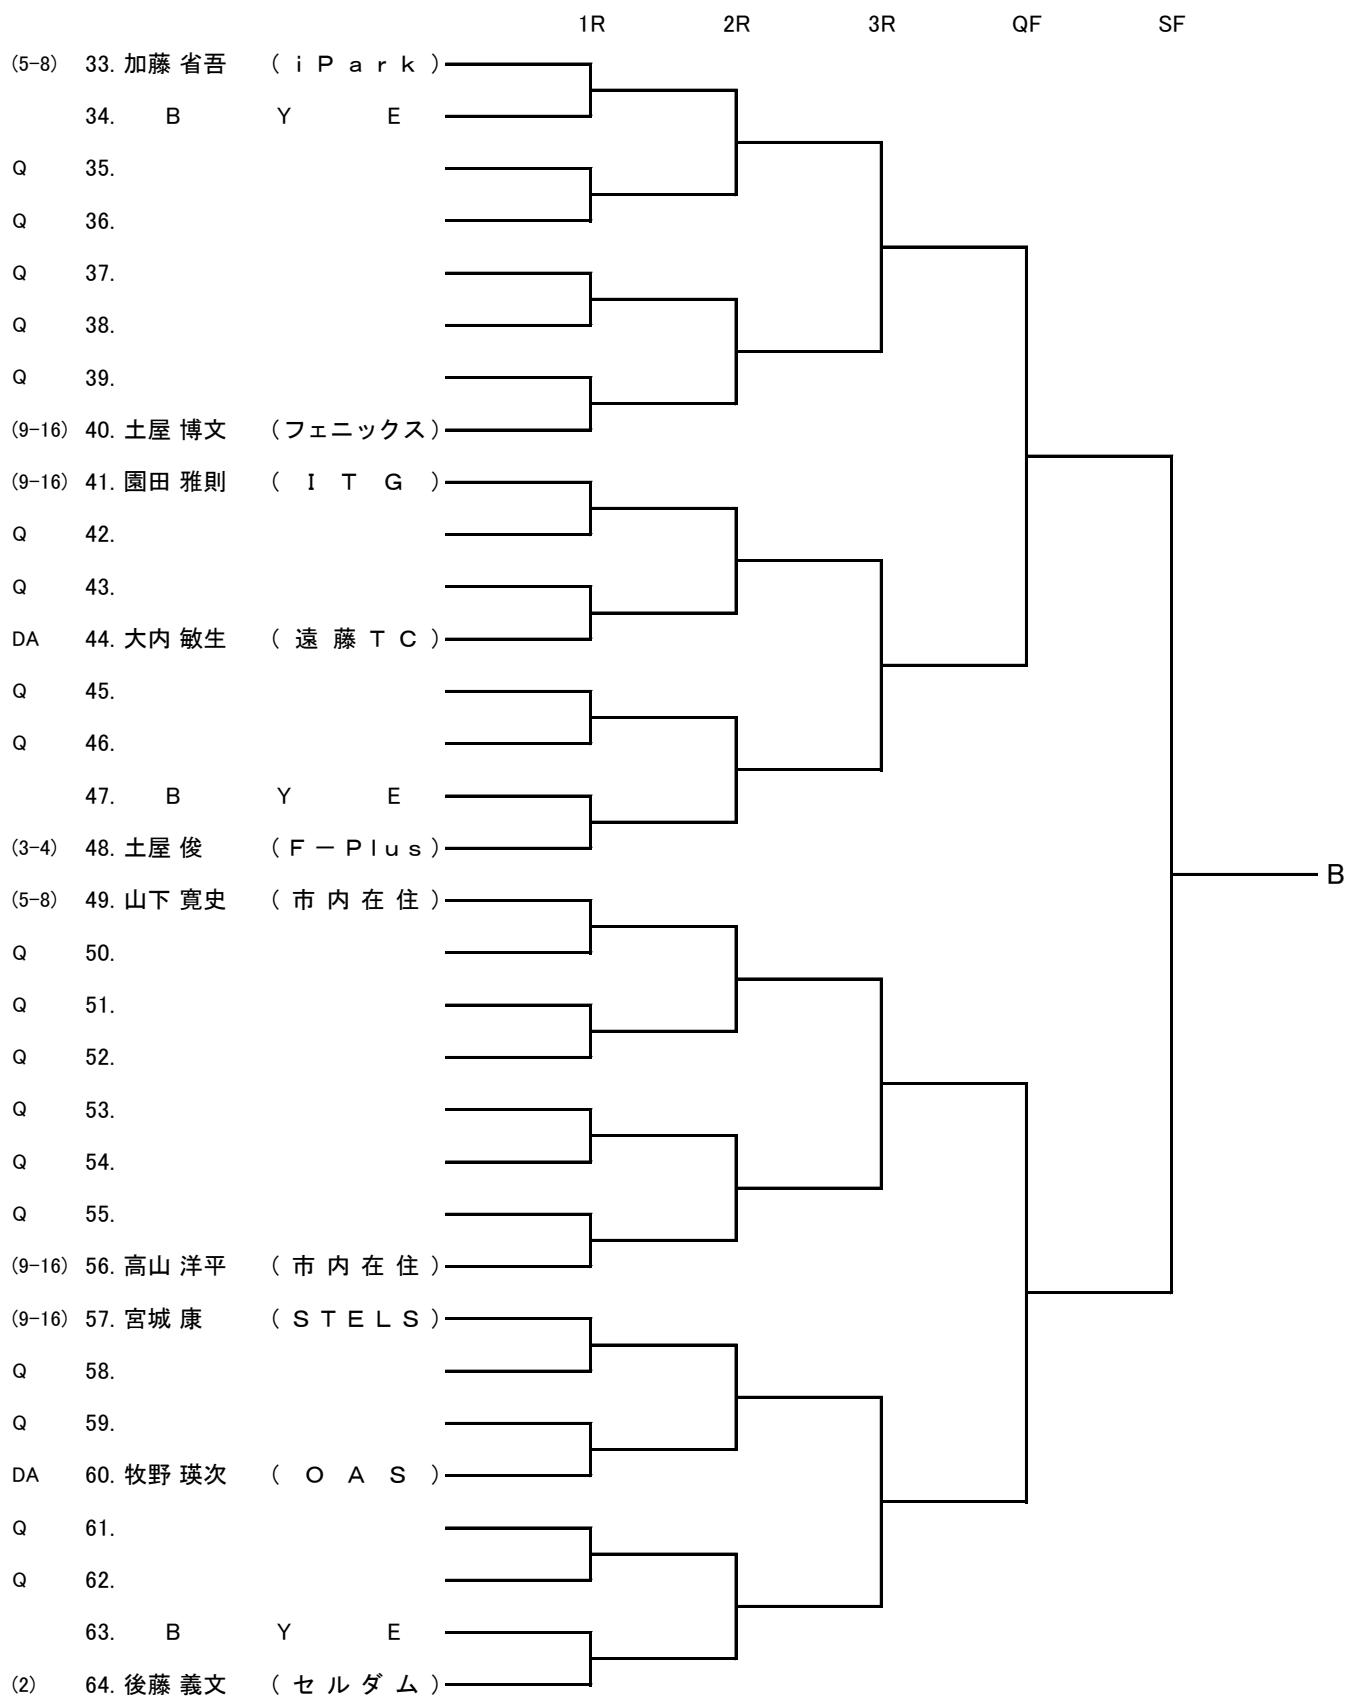 1R 2R 3R QF SF
(5-8) 33. 加藤 省吾 (iPark)
34. BYE
Q 35.
Q 36.
Q 37.
Q 38.
Q 39.
(9-16) 40. 土屋 博文 (フェニックス)
(9-16) 41. 園田 雅則 (ITG)
Q 42.
Q 43.
DA 44. 大内 敏生 (遠藤TC)
Q 45.
Q 46.
47. BYE
(3-4) 48. 土屋 俊 (F-Plus)
B
(5-8) 49. 山下 寛史 (市内在住)
Q 50.
Q 51.
Q 52.
Q 53.
Q 54.
Q 55.
(9-16) 56. 高山 洋平 (市内在住)
(9-16) 57. 宮城 康 (STELS)
Q 58.
Q 59.
DA 60. 牧野 瑛次 (OAS)
Q 61.
Q 62.
63. BYE
(2) 64. 後藤 義文 (セルダム)